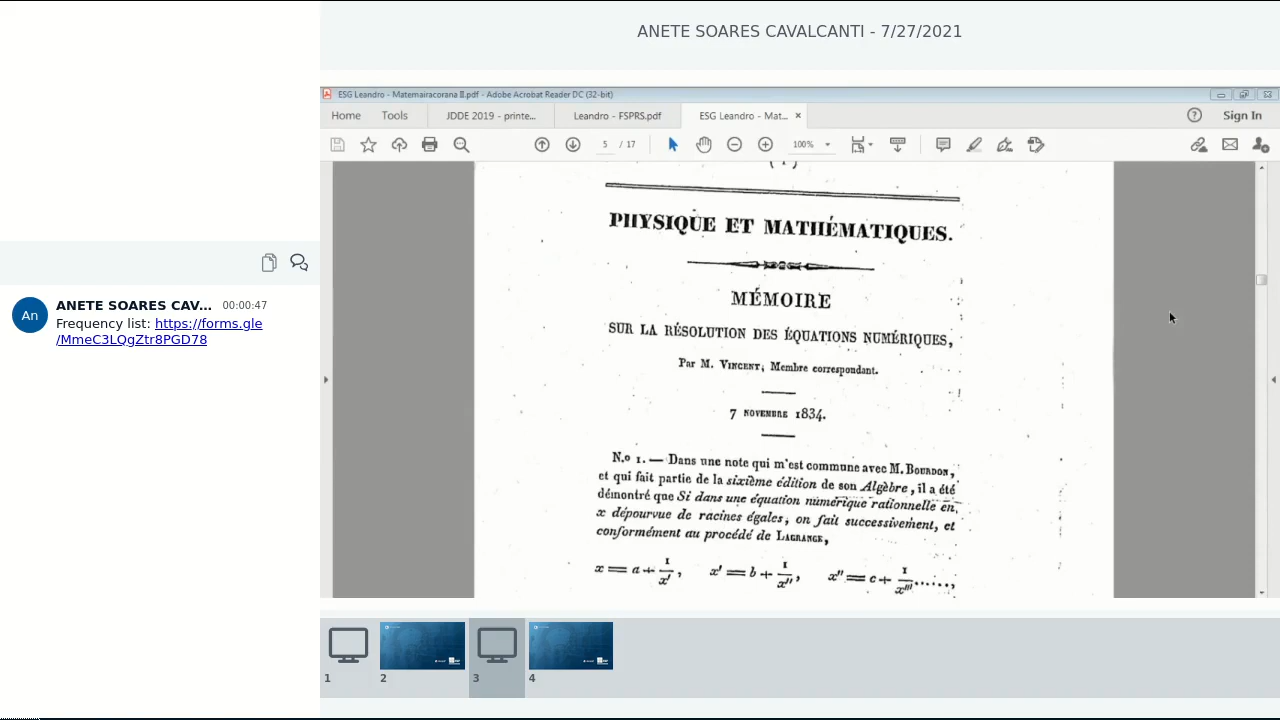 ANETE SOARES CAVALCANTI - 7/27/2021
ESG Leandro - Matemairacorana II.pdf - Adobe Acrobat Reader DC (32-bit)
Home Tools JDDE 2019 - printe... Leandro - FSPRS.pdf ESG Leandro - Mat... × Sign In
5 / 17 100%
PHYSIQUE ET MATHÉMATIQUES.
MÉMOIRE
SUR LA RÉSOLUTION DES ÉQUATIONS NUMÉRIQUES,
Par M. VINCENT, Membre correspondant.
7 NOVEMBRE 1834.
N.o 1. — Dans une note qui m'est commune avec M. BOURDON,
et qui fait partie de la sixième édition de son Algèbre, il a été
démontré que Si dans une équation numérique rationnelle en
x dépourvue de racines égales, on fait successivement, et
conformément au procédé de LAGRANGE,
x = a + 1/x', x' = b + 1/x'', x'' = c + 1/x'''......,
An
ANETE SOARES CAV... 00:00:47
Frequency list: https://forms.gle
/MmeC3LQgZtr8PGD78
1 2 3 4